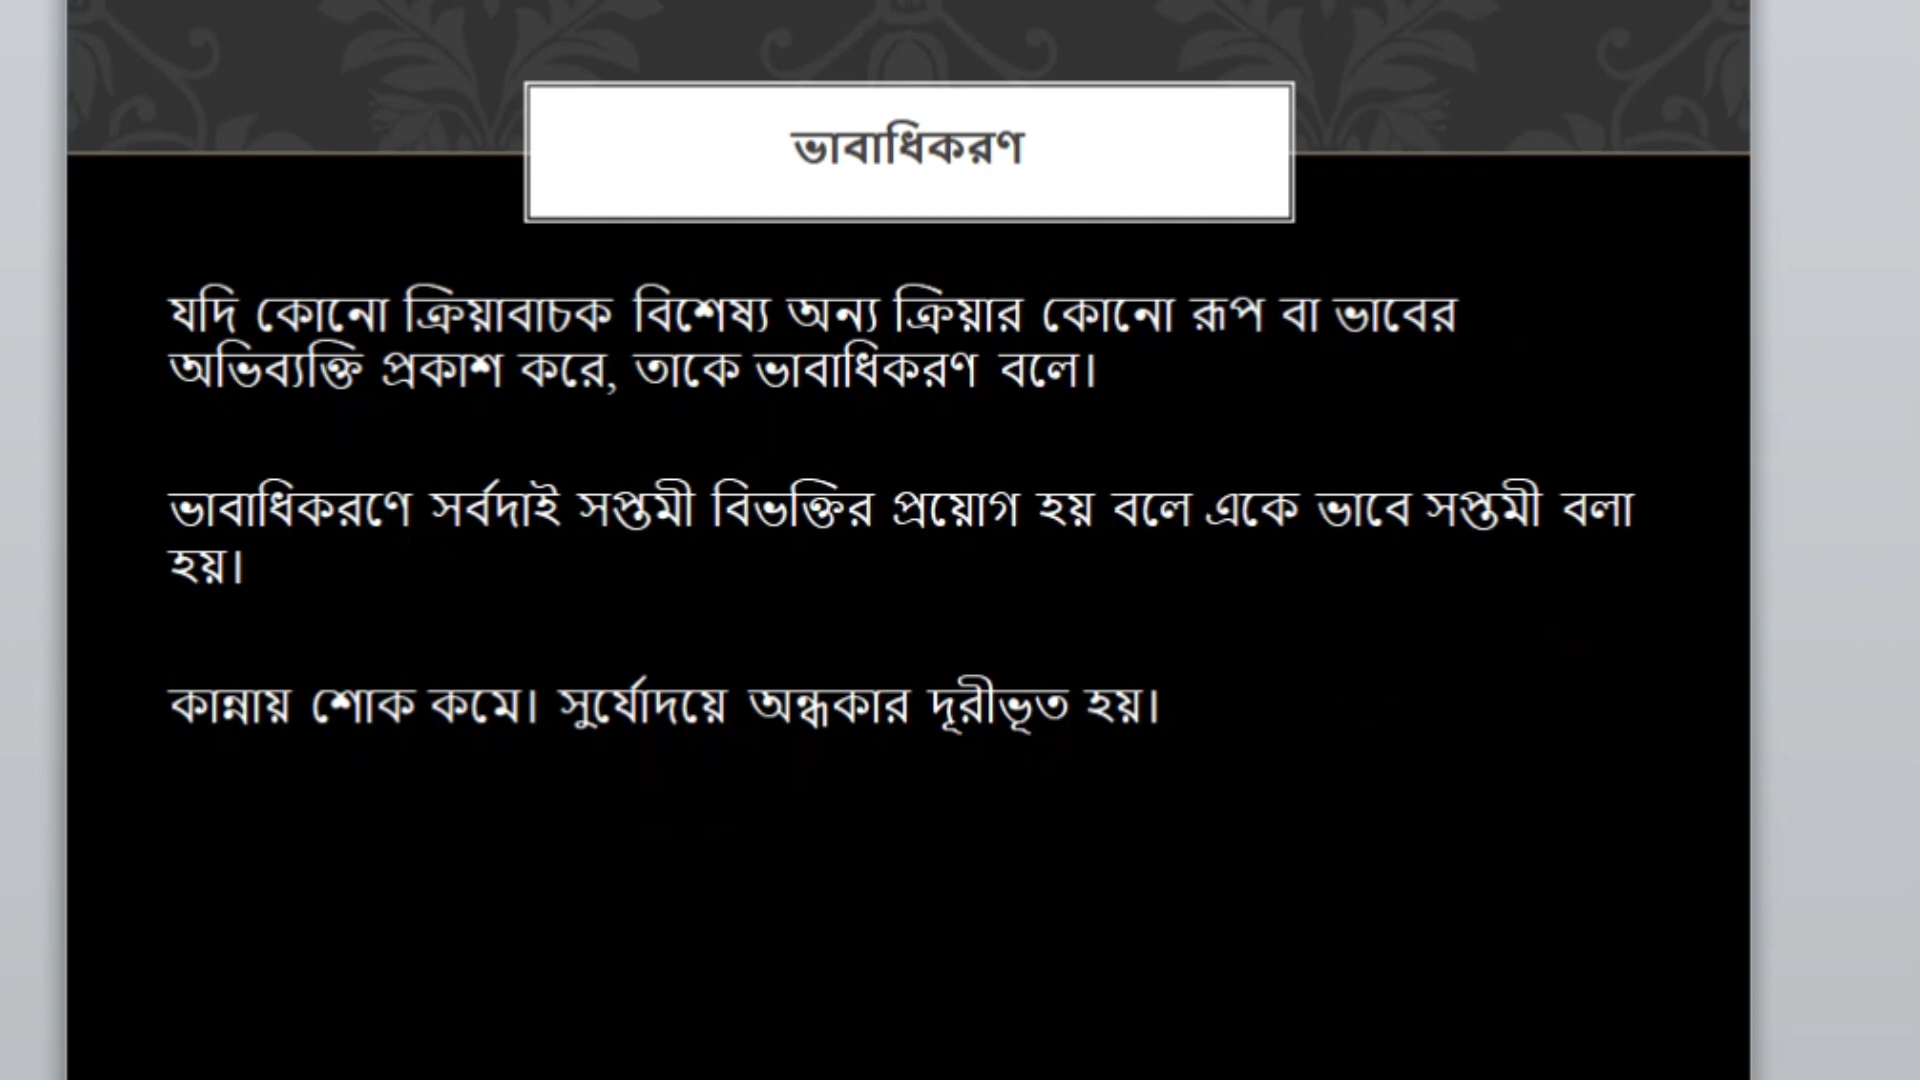 ভাবাধিকরণ
যদি কোনো ক্রিয়াবাচক বিশেষ্য অন্য ক্রিয়ার কোনো রূপ বা ভাবের
অভিব্যক্তি প্রকাশ করে, তাকে ভাবাধিকরণ বলে।
ভাবাধিকরণে সর্বদাই সপ্তমী বিভক্তির প্রয়োগ হয় বলে একে ভাবে সপ্তমী বলা
হয়।
কান্নায় শোক কমে। সুর্যোদয়ে অন্ধকার দূরীভূত হয়।